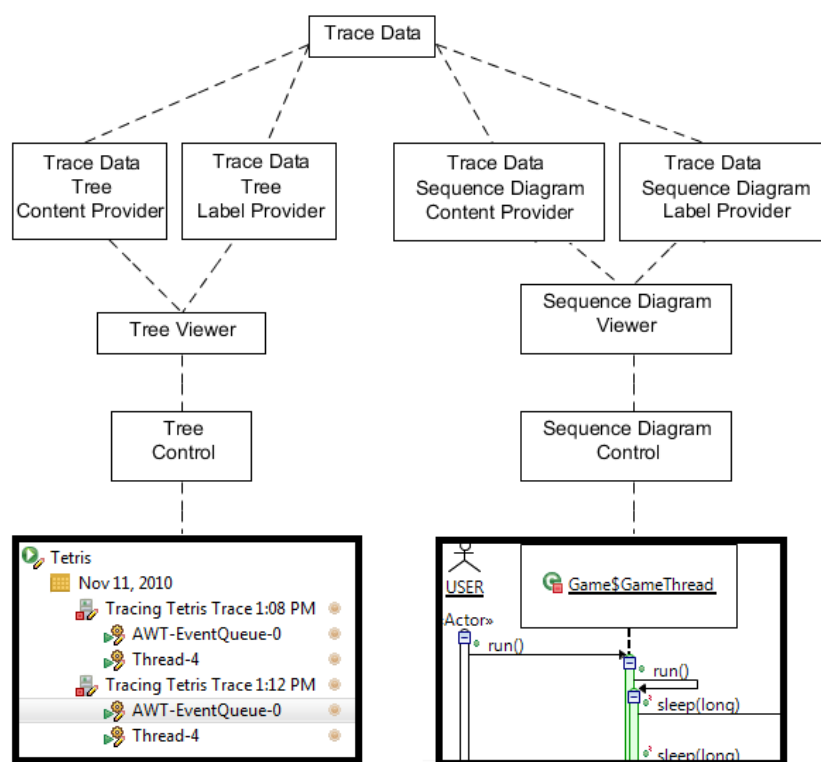 Trace Data
Trace Data
Tree
Content Provider
Trace Data
Tree
Label Provider
Trace Data
Sequence Diagram
Content Provider
Trace Data
Sequence Diagram
Label Provider
Tree Viewer
Sequence Diagram
Viewer
Tree
Control
Sequence Diagram
Control
Tetris
Nov 11, 2010
Tracing Tetris Trace 1:08 PM
AWT-EventQueue-0
Thread-4
Tracing Tetris Trace 1:12 PM
AWT-EventQueue-0
Thread-4
USER
Game$GameThread
Actor»
run()
run()
sleep(long)
sleep(long)